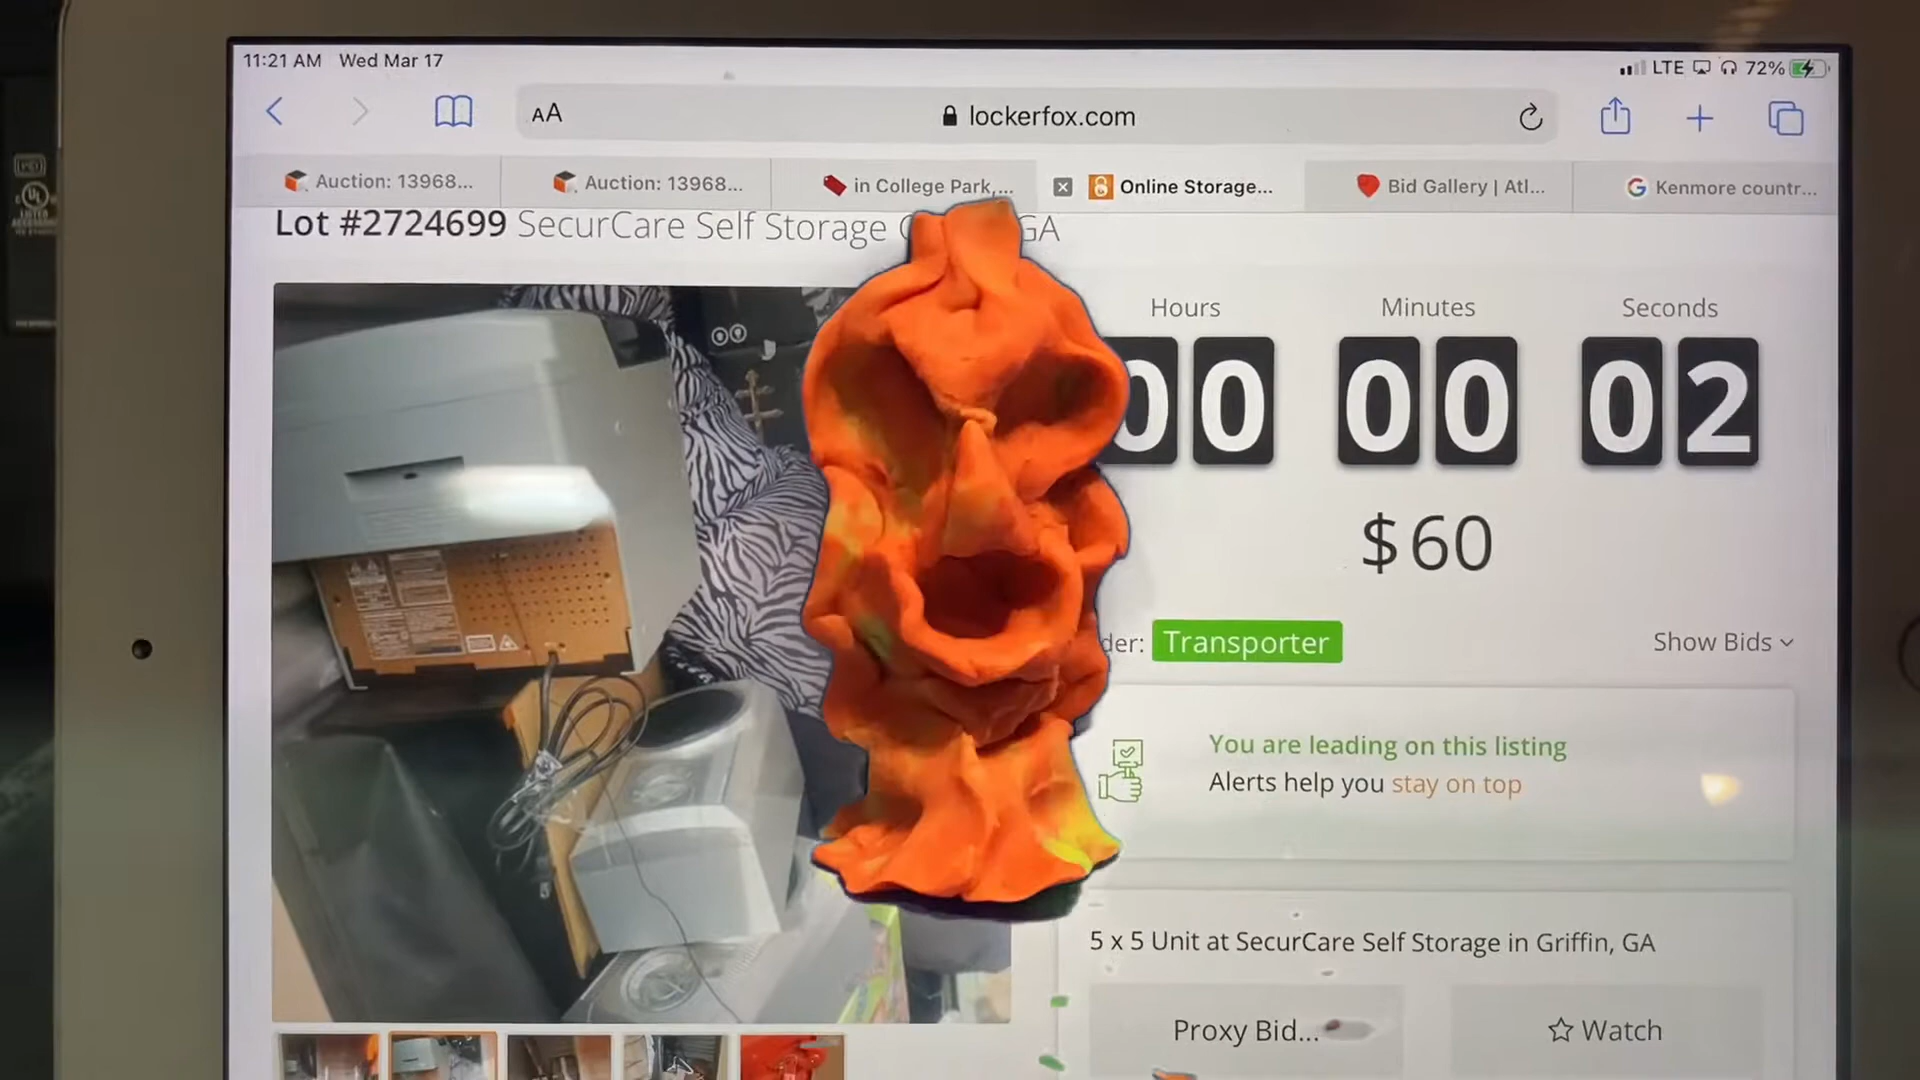 11:21 AM Wed Mar 17
LTE 72%
AA
lockerfox.com
Auction: 13968...
Auction: 13968...
in College Park,...
Online Storage...
Bid Gallery | Atl...
Kenmore countr...
Lot #2724699 SecurCare Self Storage GA
Hours Minutes Seconds
00 00 02
$60
der: Transporter
Show Bids
You are leading on this listing
Alerts help you stay on top
5 x 5 Unit at SecurCare Self Storage in Griffin, GA
Proxy Bid...
Watch